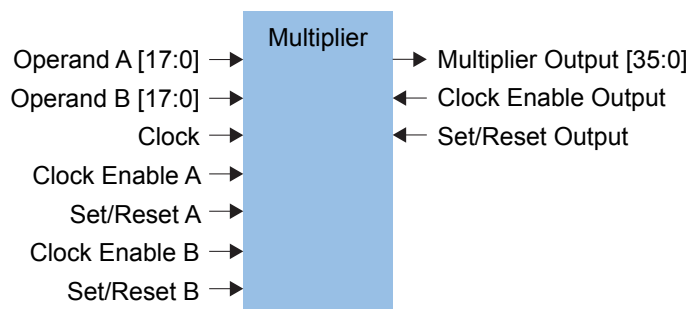 Multiplier
Operand A [17:0]
Operand B [17:0]
Clock
Clock Enable A
Set/Reset A
Clock Enable B
Set/Reset B
Multiplier Output [35:0]
Clock Enable Output
Set/Reset Output